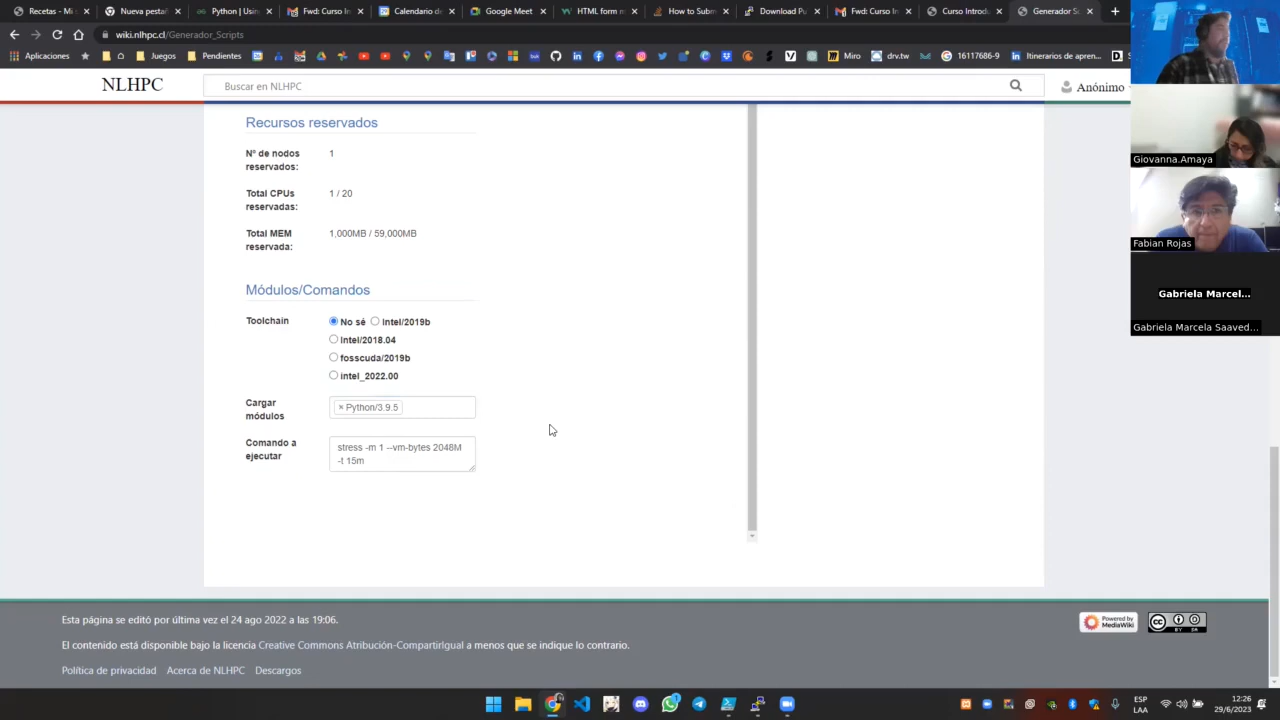 Recetas - Mi
Nueva pestañ
Python | Usin
Fwd: Curso In
Calendario de
Google Meet
HTML form n
How to Subm
Download Pu
Fwd: Curso In
Curso Introdu
Generador Sc
wiki.nlhpc.cl/Generador_Scripts
Aplicaciones
Juegos
Pendientes
Miro
drv.tw
16117686-9
Itinerarios de apren...
NLHPC
Buscar en NLHPC
Anónimo
Recursos reservados
Nº de nodos
reservados:
1
Total CPUs
reservadas:
1 / 20
Total MEM
reservada:
1,000MB / 59,000MB
Módulos/Comandos
Toolchain
No sé
Intel/2019b
Intel/2018.04
fosscuda/2019b
intel_2022.00
Cargar
módulos
× Python/3.9.5
Comando a
ejecutar
stress -m 1 --vm-bytes 2048M
-t 15m
Giovanna.Amaya
Fabian Rojas
Gabriela Marcel...
Gabriela Marcela Saaved...
Esta página se editó por última vez el 24 ago 2022 a las 19:06.
El contenido está disponible bajo la licencia Creative Commons Atribución-CompartirIgual a menos que se indique lo contrario.
Política de privacidad
Acerca de NLHPC
Descargos
Powered by
MediaWiki
ESP
LAA
12:26
29/6/2023